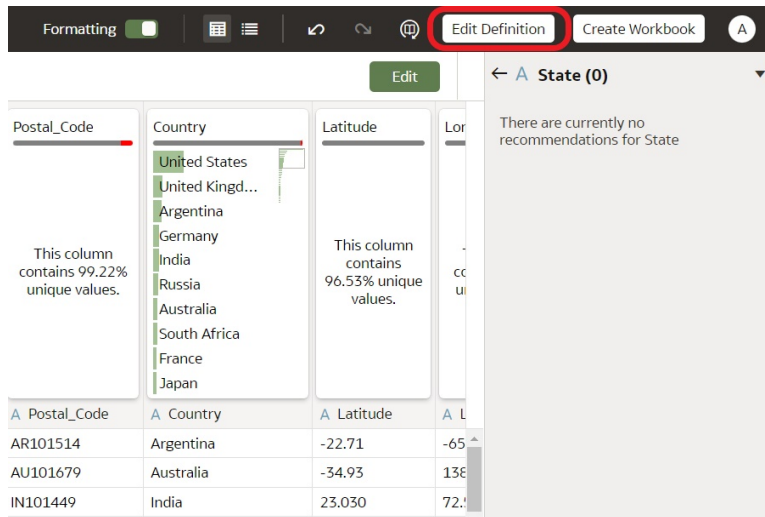 Formatting
Edit Definition
Create Workbook
A
Edit
A State (0)
There are currently no
recommendations for State
Postal_Code
This column
contains 99.22%
unique values.
Country
United States
United Kingd...
Argentina
Germany
India
Russia
Australia
South Africa
France
Japan
Latitude
This column
contains
96.53% unique
values.
A Postal_Code
A Country
A Latitude
A L
AR101514
Argentina
-22.71
-65
AU101679
Australia
-34.93
138
IN101449
India
23.030
72.